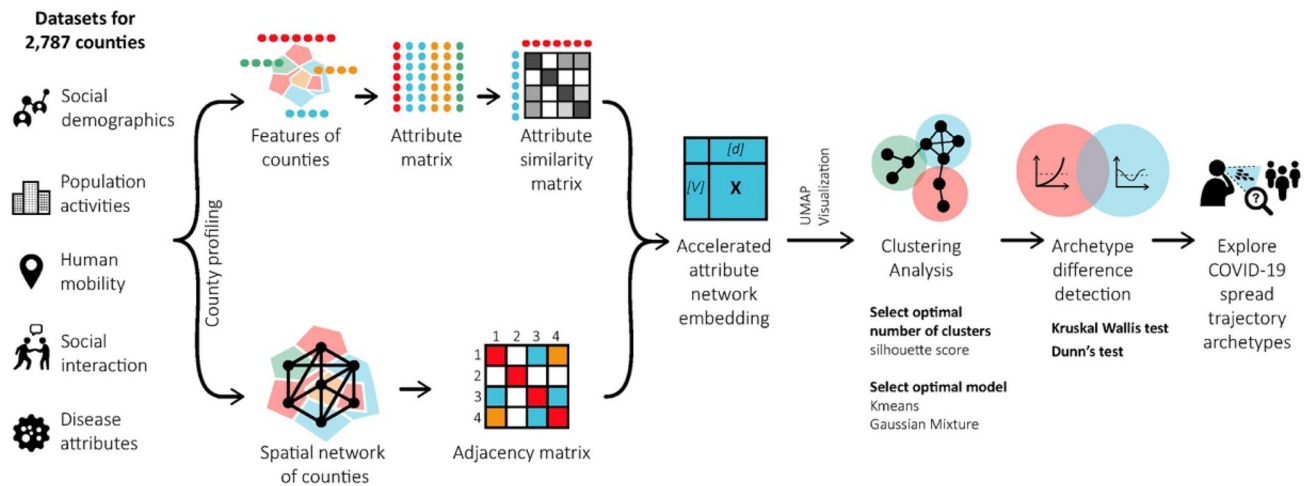 Datasets for
2,787 counties
Social
demographics
Population
activities
Human
mobility
Social
interaction
Disease
attributes
County profiling
Features of
counties
Attribute
matrix
Attribute
similarity
matrix
Spatial network
of counties
1 2 3 4
1
2
3
4
Adjacency matrix
[d]
[V] X
Accelerated
attribute
network
embedding
UMAP
Visualization
Clustering
Analysis
Select optimal
number of clusters
silhouette score
Select optimal model
Kmeans
Gaussian Mixture
Archetype
difference
detection
Kruskal Wallis test
Dunn's test
?
Explore
COVID-19
spread
trajectory
archetypes